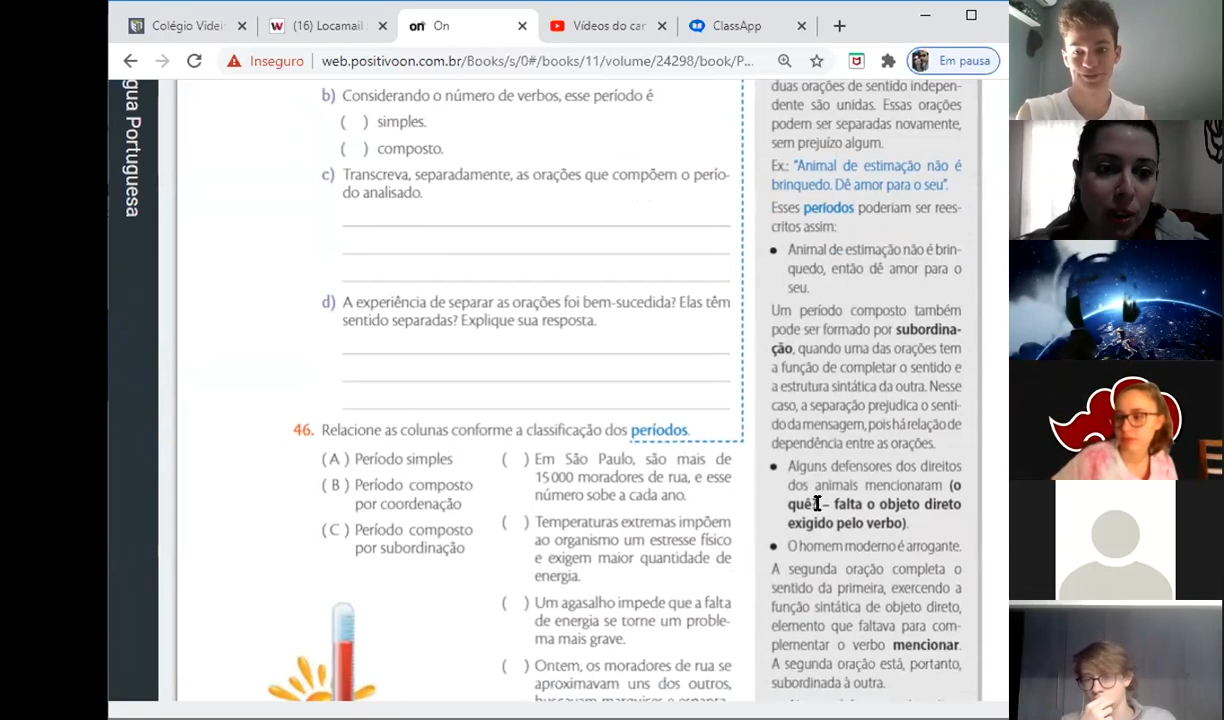 Colégio Videi
(16) Locamail
On
Vídeos do car
ClassApp
Inseguro
web.positivoon.com.br/Books/s/0#/books/11/volume/24298/book/P...
Em pausa
gua Portuguesa
b) Considerando o número de verbos, esse período é
( ) simples.
( ) composto.
c) Transcreva, separadamente, as orações que compõem o perío-
do analisado.
d) A experiência de separar as orações foi bem-sucedida? Elas têm
sentido separadas? Explique sua resposta.
46. Relacione as colunas conforme a classificação dos períodos.
( A ) Período simples
( B ) Período composto
por coordenação
( C ) Período composto
por subordinação
( ) Em São Paulo, são mais de
15 000 moradores de rua, e esse
número sobe a cada ano.
( ) Temperaturas extremas impõem
ao organismo um estresse físico
e exigem maior quantidade de
energia.
( ) Um agasalho impede que a falta
de energia se torne um proble-
ma mais grave.
( ) Ontem, os moradores de rua se
aproximavam uns dos outros,
buscavam marquises e
duas orações de sentido indepen-
dente são unidas. Essas orações
podem ser separadas novamente,
sem prejuízo algum.
Ex.: "Animal de estimação não é
brinquedo. Dê amor para o seu".
Esses períodos poderiam ser rees-
critos assim:
• Animal de estimação não é brin-
quedo, então dê amor para o
seu.
Um período composto também
pode ser formado por subordina-
ção, quando uma das orações tem
a função de completar o sentido e
a estrutura sintática da outra. Nesse
caso, a separação prejudica o senti-
do da mensagem, pois há relação de
dependência entre as orações.
• Alguns defensores dos direitos
dos animais mencionaram (o
quê? – falta o objeto direto
exigido pelo verbo).
• O homem moderno é arrogante.
A segunda oração completa o
sentido da primeira, exercendo a
função sintática de objeto direto,
elemento que faltava para com-
plementar o verbo mencionar.
A segunda oração está, portanto,
subordinada à outra.